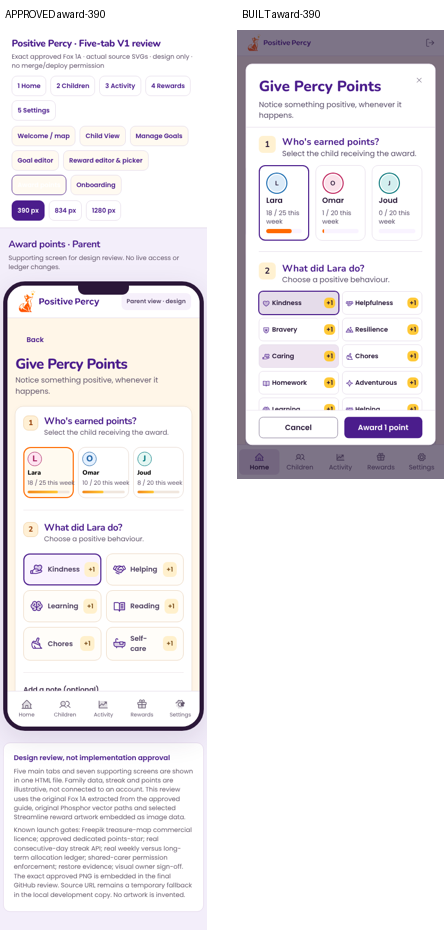 APPROVED award-390
Positive Percy · Five-tab V1 review
Exact approved Fox 1A · actual source SVGs · design only ·
no merge/deploy permission
1 Home
2 Children
3 Activity
4 Rewards
5 Settings
Welcome / map
Child View
Manage Goals
Goal editor
Reward editor & picker
Onboarding
390 px
834 px
1280 px
Award points · Parent
Supporting screen for design review. No live access or
ledger changes.
Positive Percy
Parent view · design
Back
Give Percy Points
Notice something positive, whenever it
happens.
1
Who's earned points?
Select the child receiving the award.
L
Lara
18 / 25 this week
O
Omar
10 / 20 this week
J
Joud
8 / 20 this week
2
What did Lara do?
Choose a positive behaviour.
Kindness +1
Helping +1
Learning +1
Reading +1
Chores +1
Self-
care +1
Add a note (optional)
Home
Children
Activity
Rewards
Settings
Design review, not implementation approval
Five main tabs and seven supporting screens are shown
in one HTML file. Family data, streak and points are
illustrative, not connected to an account. This review
uses the original Fox 1A extracted from the approved
guide, original Phosphor vector paths and selected
Streamline reward artwork embedded as image data.
Known launch gates: Freepik treasure-map commercial
licence; approved dedicated points-star; real
consecutive-day streak API; real weekly versus long-
term allocation ledger; shared-carer permission
enforcement; restore evidence; visual owner sign-off.
The exact approved PNG is embedded in the final
GitHub review. Source URL remains a temporary fallback
in the local development copy. No artwork is invented.
BUILT award-390
Positive Percy
Give Percy Points
×
Notice something positive, whenever it
happens.
1
Who's earned points?
Select the child receiving the award.
L
Lara
18 / 25 this
week
O
Omar
1 / 20 this
week
J
Joud
0 / 20 this
week
2
What did Lara do?
Choose a positive behaviour.
Kindness +1
Helpfulness +1
Bravery +1
Resilience +1
Caring +1
Chores +1
Homework +1
Adventurous +1
Learning +1
Helping +1
Cancel
Award 1 point
Home
Children
Activity
Rewards
Settings